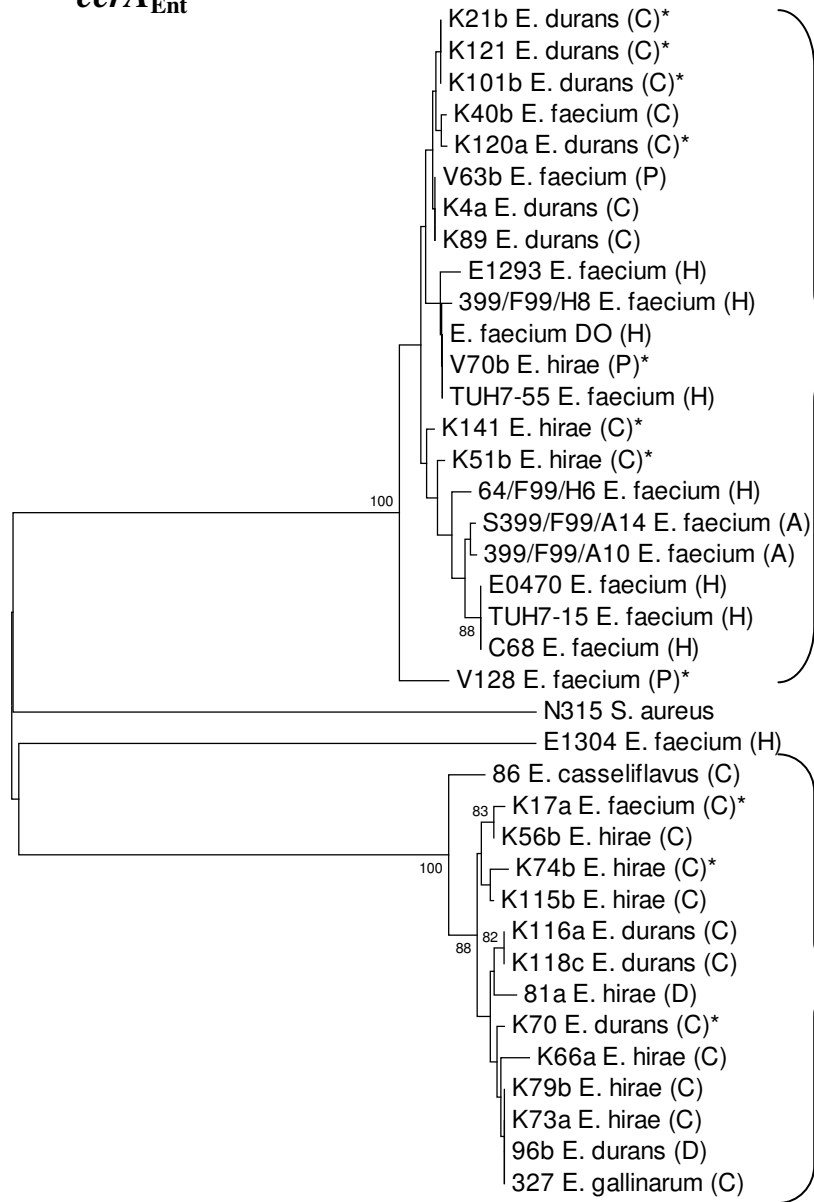 ccrAEnt
K21b E. durans (C)*
K121 E. durans (C)*
K101b E. durans (C)*
K40b E. faecium (C)
K120a E. durans (C)*
V63b E. faecium (P)
K4a E. durans (C)
K89 E. durans (C)
E1293 E. faecium (H)
399/F99/H8 E. faecium (H)
E. faecium DO (H)
V70b E. hirae (P)*
TUH7-55 E. faecium (H)
K141 E. hirae (C)*
K51b E. hirae (C)*
64/F99/H6 E. faecium (H)
100
S399/F99/A14 E. faecium (A)
399/F99/A10 E. faecium (A)
E0470 E. faecium (H)
TUH7-15 E. faecium (H)
88
C68 E. faecium (H)
V128 E. faecium (P)*
N315 S. aureus
E1304 E. faecium (H)
86 E. casseliflavus (C)
83
K17a E. faecium (C)*
K56b E. hirae (C)
100
K74b E. hirae (C)*
K115b E. hirae (C)
82
K116a E. durans (C)
88
K118c E. durans (C)
81a E. hirae (D)
K70 E. durans (C)*
K66a E. hirae (C)
K79b E. hirae (C)
K73a E. hirae (C)
96b E. durans (D)
327 E. gallinarum (C)